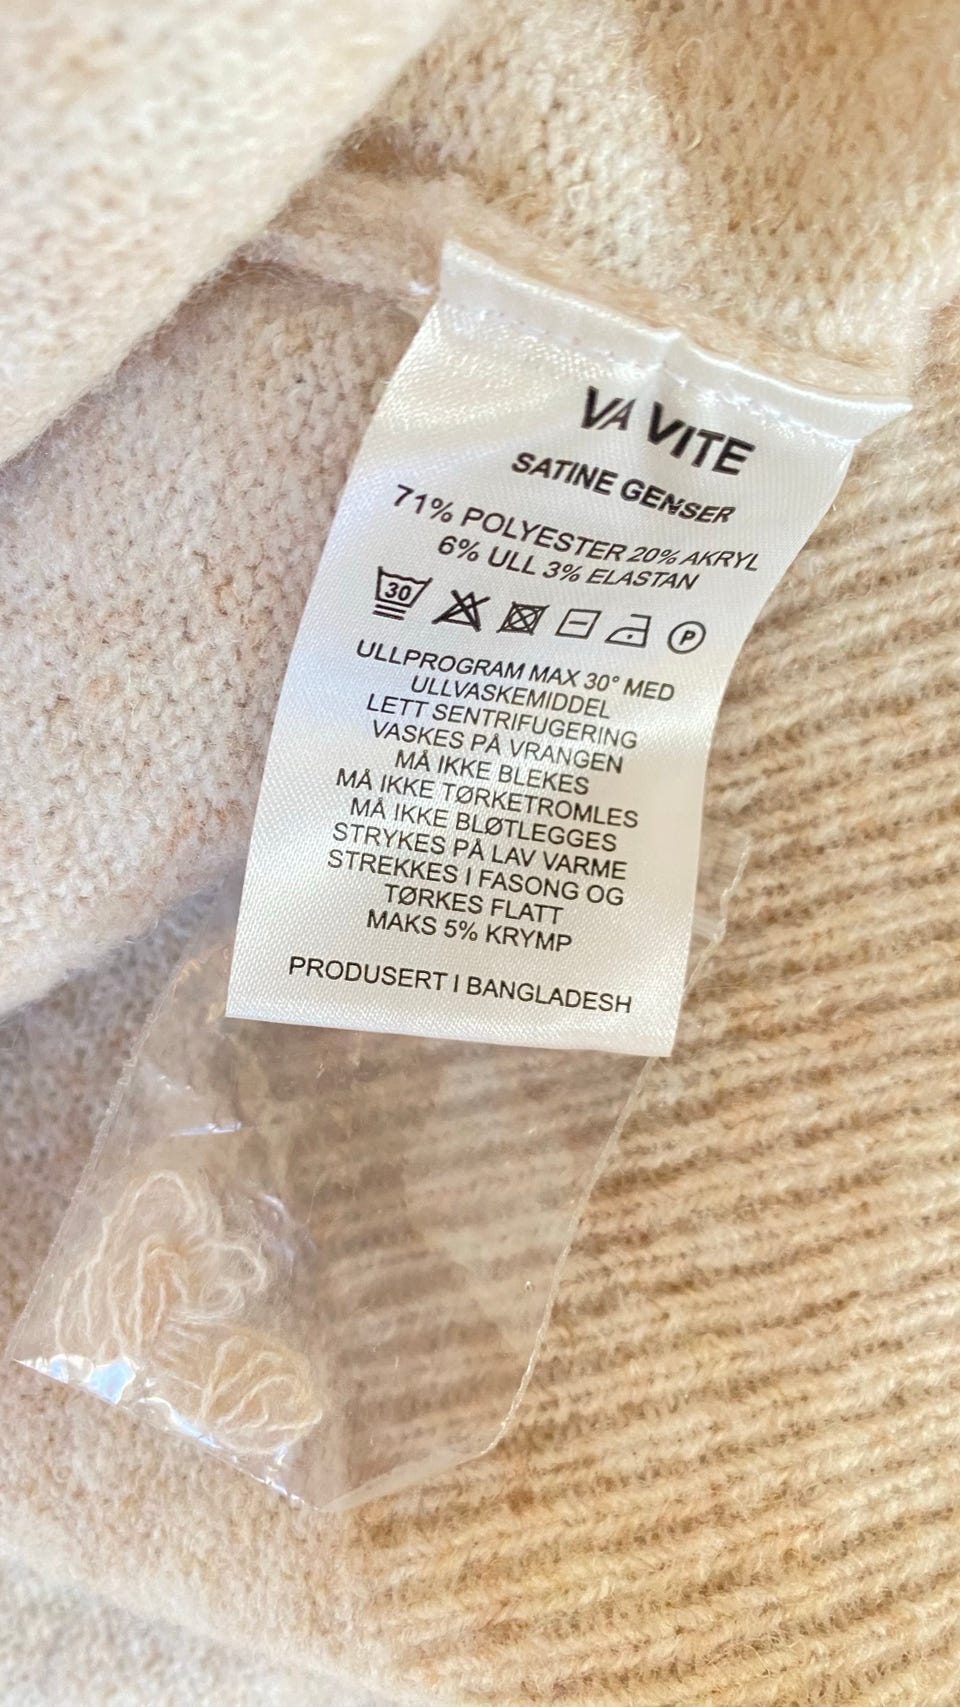 VA VITE
SATINE GENSER
71% POLYESTER 20% AKRYL
6% ULL 3% ELASTAN
30 P
ULLPROGRAM MAX 30° MED
ULLVASKEMIDDEL
LETT SENTRIFUGERING
VASKES PÅ VRANGEN
MÅ IKKE BLEKES
MÅ IKKE TØRKETROMLES
MÅ IKKE BLØTLEGGES
STRYKES PÅ LAV VARME
STREKKES I FASONG OG
TØRKES FLATT
MAKS 5% KRYMP
PRODUSERT I BANGLADESH